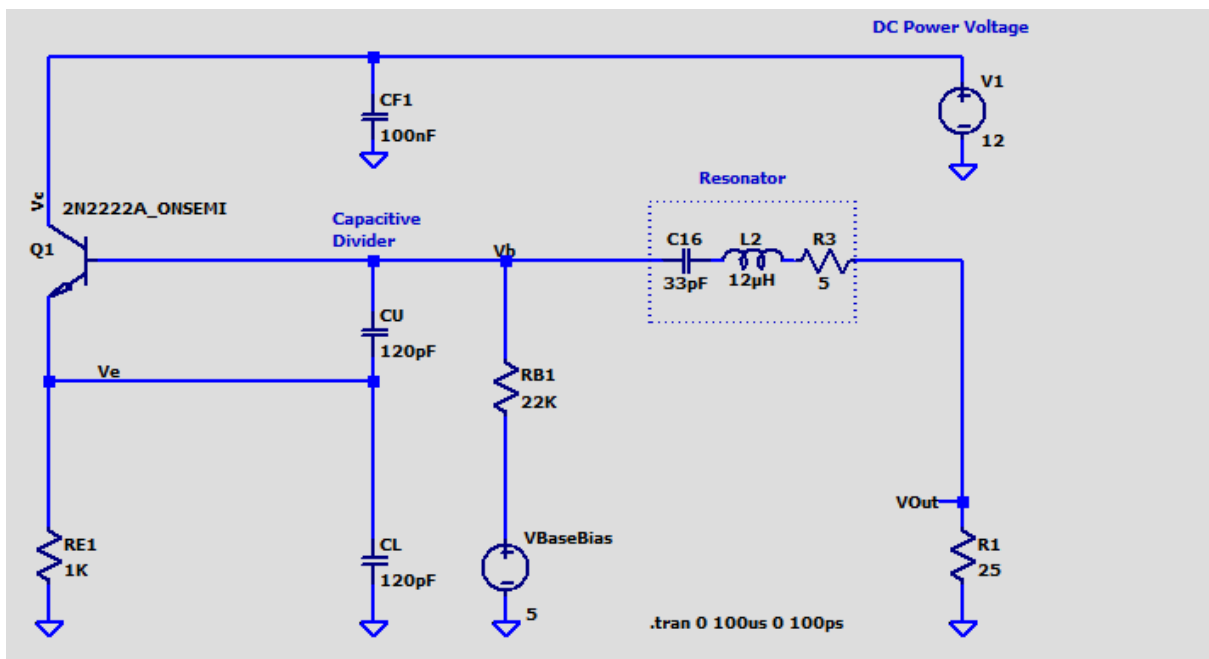 DC Power Voltage
V1
12
CF1
100nF
Vc
2N2222A_ONSEMI
Q1
Capacitive
Divider
Vb
Resonator
C16
L2
R3
33pF
12µH
5
CU
120pF
Ve
RB1
22K
VOut
VBaseBias
5
RE1
1K
CL
120pF
R1
25
.tran 0 100us 0 100ps